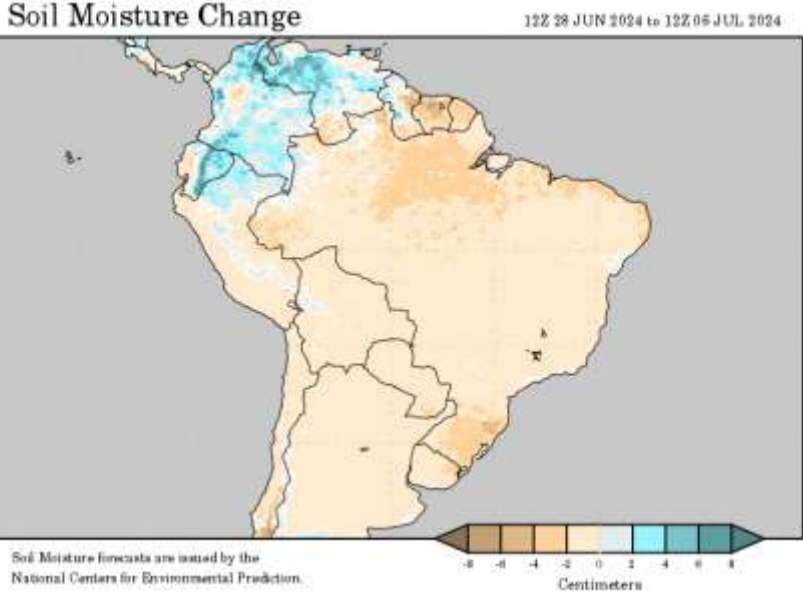 Soil Moisture Change
12Z 28 JUN 2024 to 12Z 06 JUL 2024
-8 -6 -4 -2 0 2 4 6 8
Soil Moisture forecasts are issued by the
National Centers for Environmental Prediction.
Centimeters